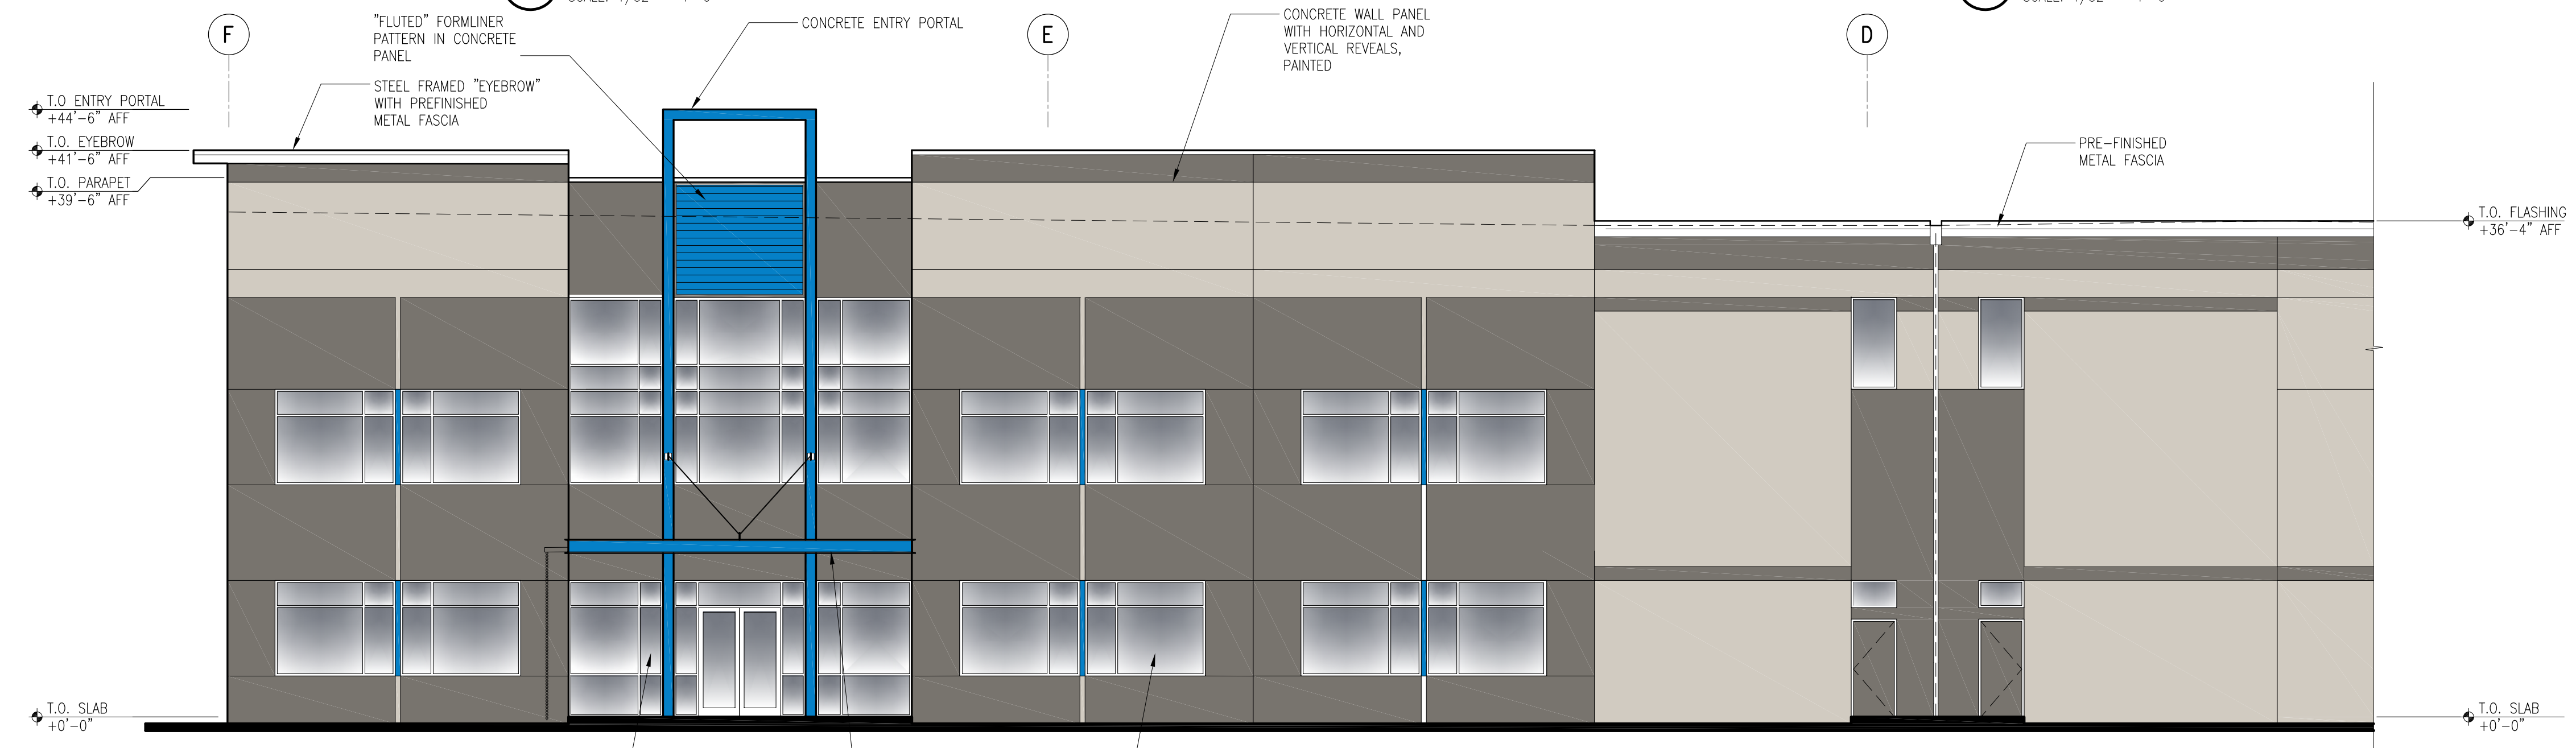 F
E
D
"FLUTED" FORMLINER
PATTERN IN CONCRETE
PANEL
CONCRETE ENTRY PORTAL
CONCRETE WALL PANEL
WITH HORIZONTAL AND
VERTICAL REVEALS,
PAINTED
STEEL FRAMED "EYEBROW"
WITH PREFINISHED
METAL FASCIA
PRE-FINISHED
METAL FASCIA
T.O ENTRY PORTAL
+44'-6" AFF
T.O. EYEBROW
+41'-6" AFF
T.O. PARAPET
+39'-6" AFF
T.O. FLASHING
+36'-4" AFF
T.O. SLAB
+0'-0"
T.O. SLAB
+0'-0"